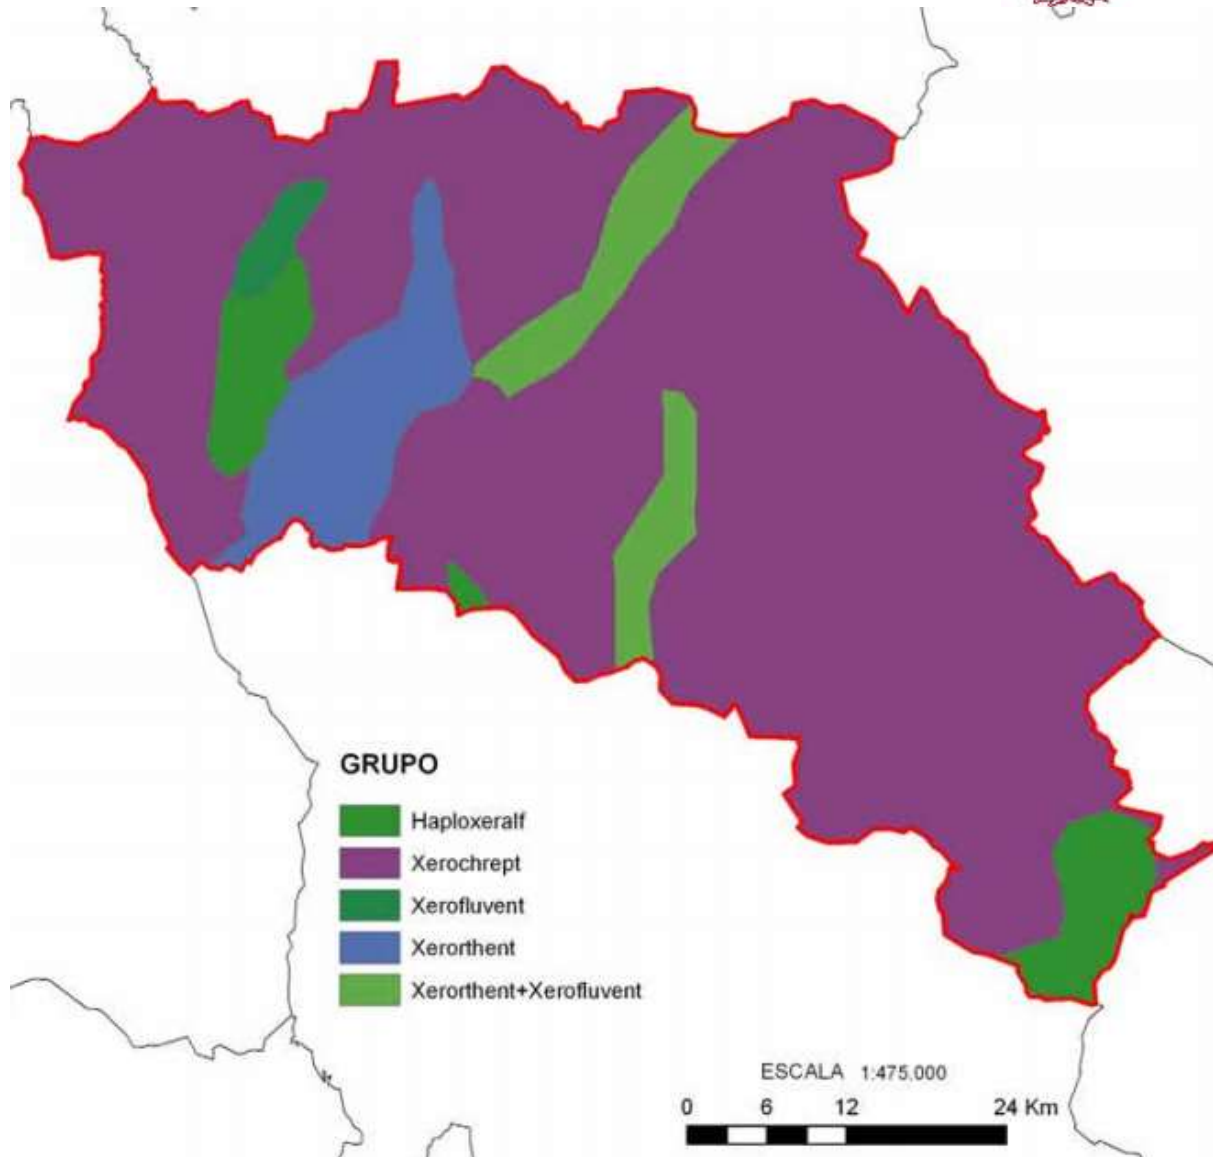 GRUPO
Haploxeralf
Xerochrept
Xerofluvent
Xerorthent
Xerorthent+Xerofluvent
ESCALA 1:475.000
0 6 12 24 Km